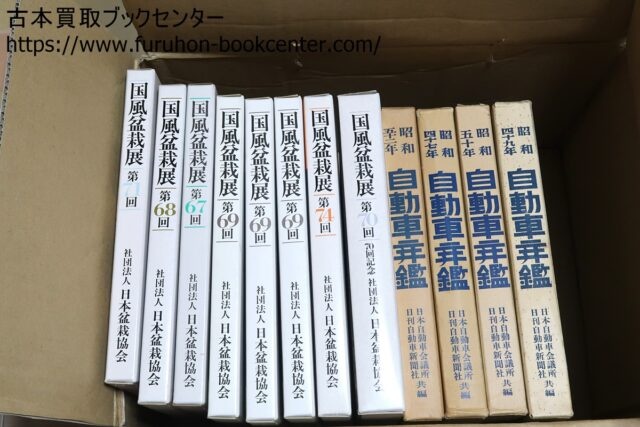 古本買取ブックセンター
https://www.furuhon-bookcenter.com/
国風盆栽展 第71回 社団法人 日本盆栽協会
国風盆栽展 第68回 社団法人 日本盆栽協会
国風盆栽展 第67回 社団法人 日本盆栽協会
国風盆栽展 第69回 社団法人 日本盆栽協会
国風盆栽展 第69回 社団法人 日本盆栽協会
国風盆栽展 第69回 社団法人 日本盆栽協会
国風盆栽展 第74回 社団法人 日本盆栽協会
国風盆栽展 第70回 70回記念 社団法人 日本盆栽協会
昭和 年 自動車年鑑 日本自動車会議所 日刊自動車新聞社 共編
昭和 四十七年 自動車年鑑 日本自動車会議所 日刊自動車新聞社 共編
昭和 五十年 自動車年鑑 日本自動車会議所 日刊自動車新聞社 共編
昭和 四十九年 自動車年鑑 日本自動車会議所 日刊自動車新聞社 共編